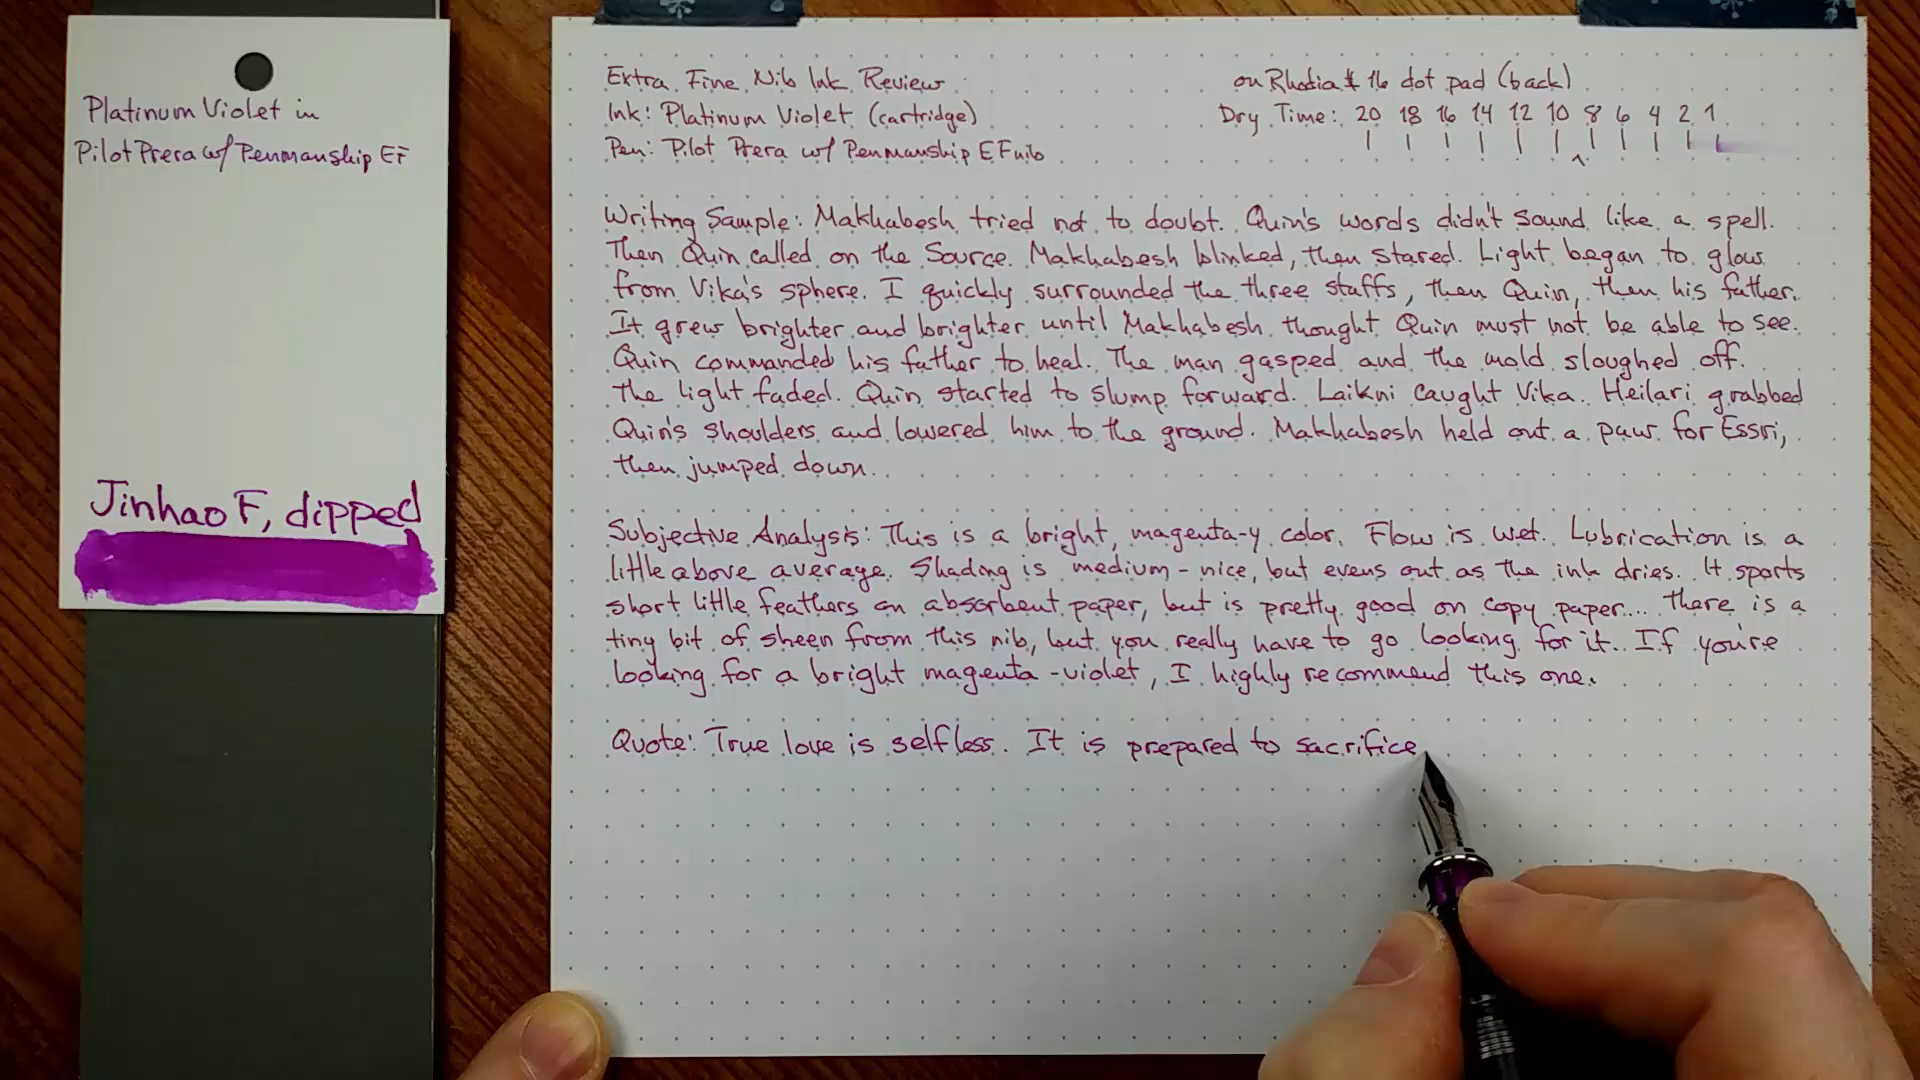 Platinum Violet in
Pilot Prera w/ Penmanship EF
Jinhao F, dipped
Extra Fine Nib Ink Review
on Rhodia # 16 dot pad (back)
Ink: Platinum Violet (cartridge)
Dry Time: 20 18 16 14 12 10 8 6 4 2 1
Pen: Pilot Prera w/ Penmanship EF nib
Writing Sample: Makhabesh tried not to doubt. Quin's words didn't sound like a spell.
Then Quin called on the Source. Makhabesh blinked, then stared. Light began to glow
from Vika's sphere. I quickly surrounded the three staffs, then Quin, then his father.
It grew brighter and brighter until Makhabesh thought Quin must not be able to see.
Quin commanded his father to heal. The man gasped and the mold sloughed off.
The light faded. Quin started to slump forward. Laikni caught Vika. Heilari grabbed
Quin's shoulders and lowered him to the ground. Makhabesh held out a paw for Essri,
then jumped down.
Subjective Analysis: This is a bright, magenta-y color. Flow is wet. Lubrication is a
little above average. Shading is medium - nice, but evens out as the ink dries. It sports
short little feathers on absorbent paper, but is pretty good on copy paper... There is a
tiny bit of sheen from this nib, but you really have to go looking for it. If you're
looking for a bright magenta-violet, I highly recommend this one.
Quote: True love is selfless. It is prepared to sacrifice